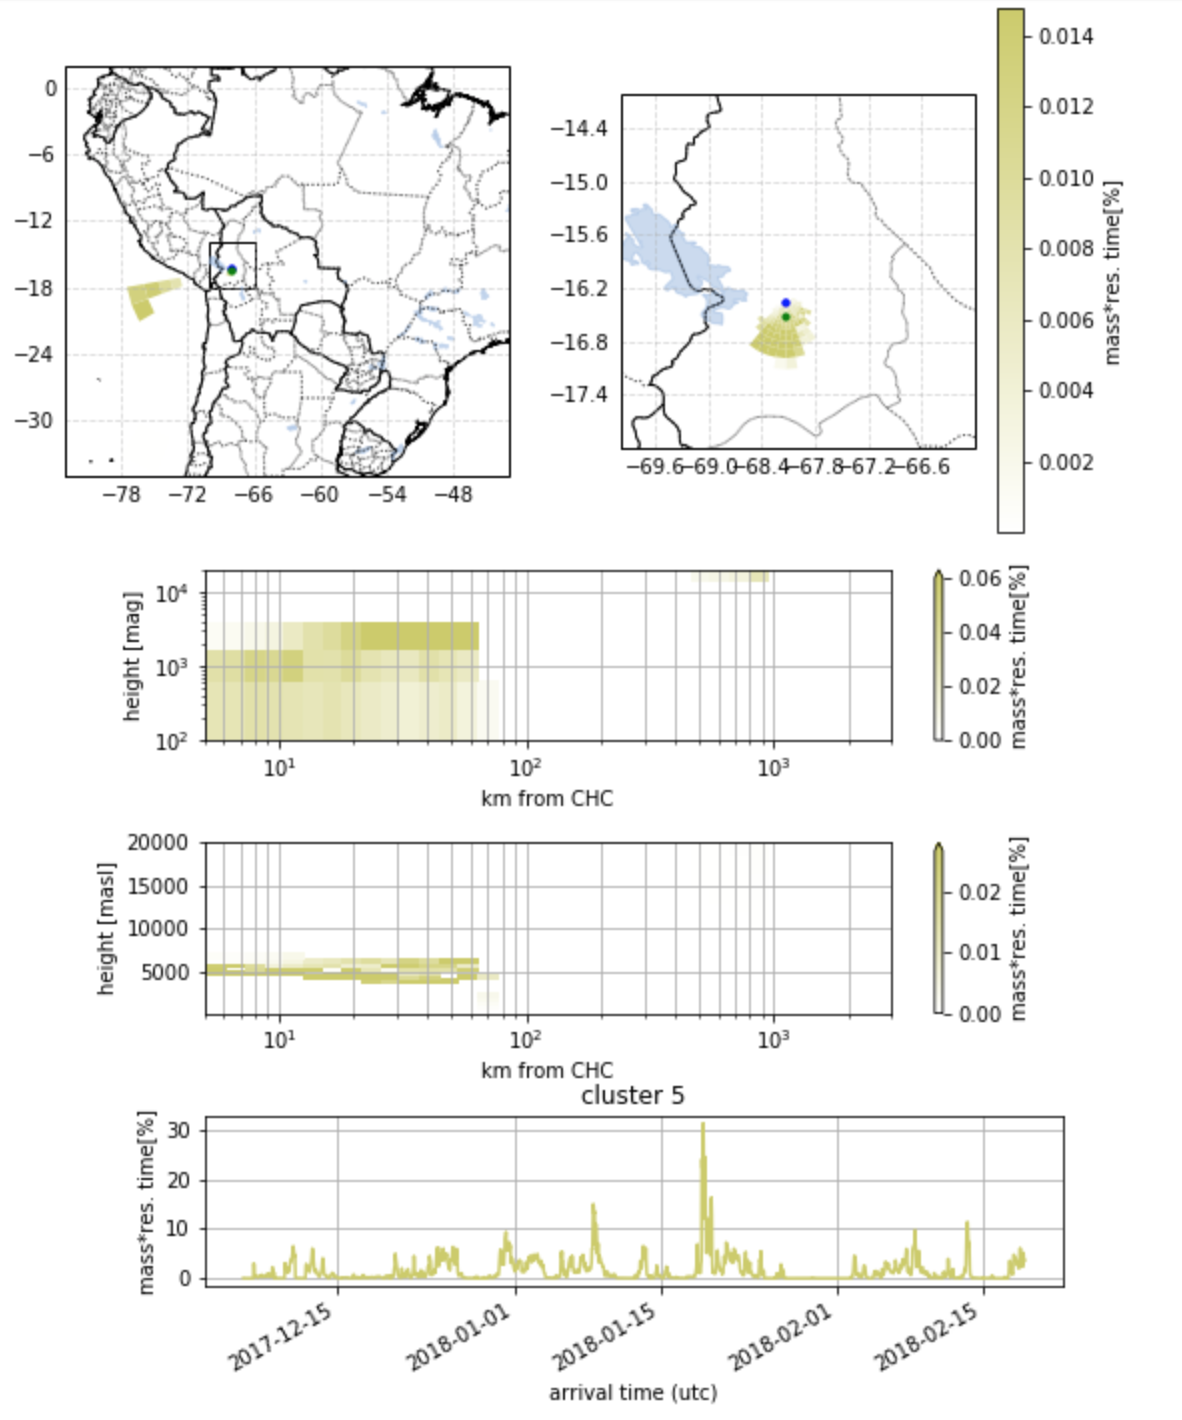 0
−6
−12
−18
−24
−30
−78 −72 −66 −60 −54 −48
−14.4
−15.0
−15.6
−16.2
−16.8
−17.4
−69.6−69.0−68.4−67.8−67.2−66.6
0.014
0.012
0.010
0.008
0.006
0.004
0.002
mass*res. time[%]
height [mag]
10⁴
10³
10²
10¹ 10² 10³
km from CHC
0.06
0.04
0.02
0.00
mass*res. time[%]
height [masl]
20000
15000
10000
5000
10¹ 10² 10³
km from CHC
0.02
0.01
0.00
mass*res. time[%]
cluster 5
mass*res. time[%]
30
20
10
0
2017-12-15 2018-01-01 2018-01-15 2018-02-01 2018-02-15
arrival time (utc)